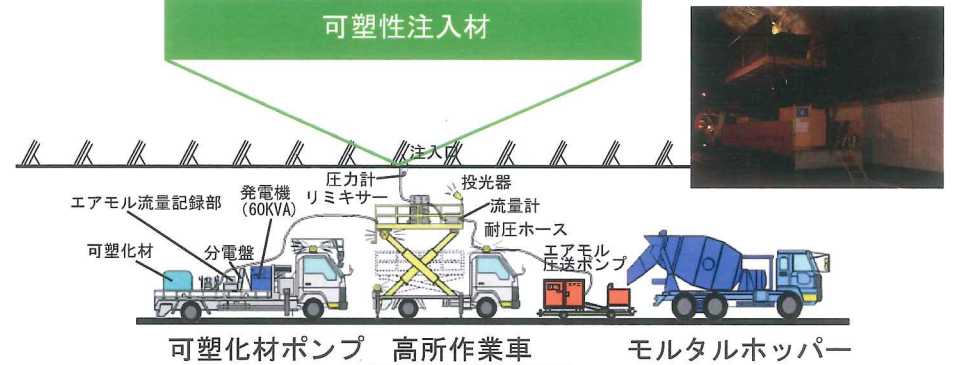 可塑性注入材
注入口
圧力計
リミキサー
投光器
発電機
(60KVA)
エアモル流量記録部
流量計
耐圧ホース
可塑化材
分電盤
エアモル
圧送ポンプ
可塑化材ポンプ
高所作業車
モルタルホッパー